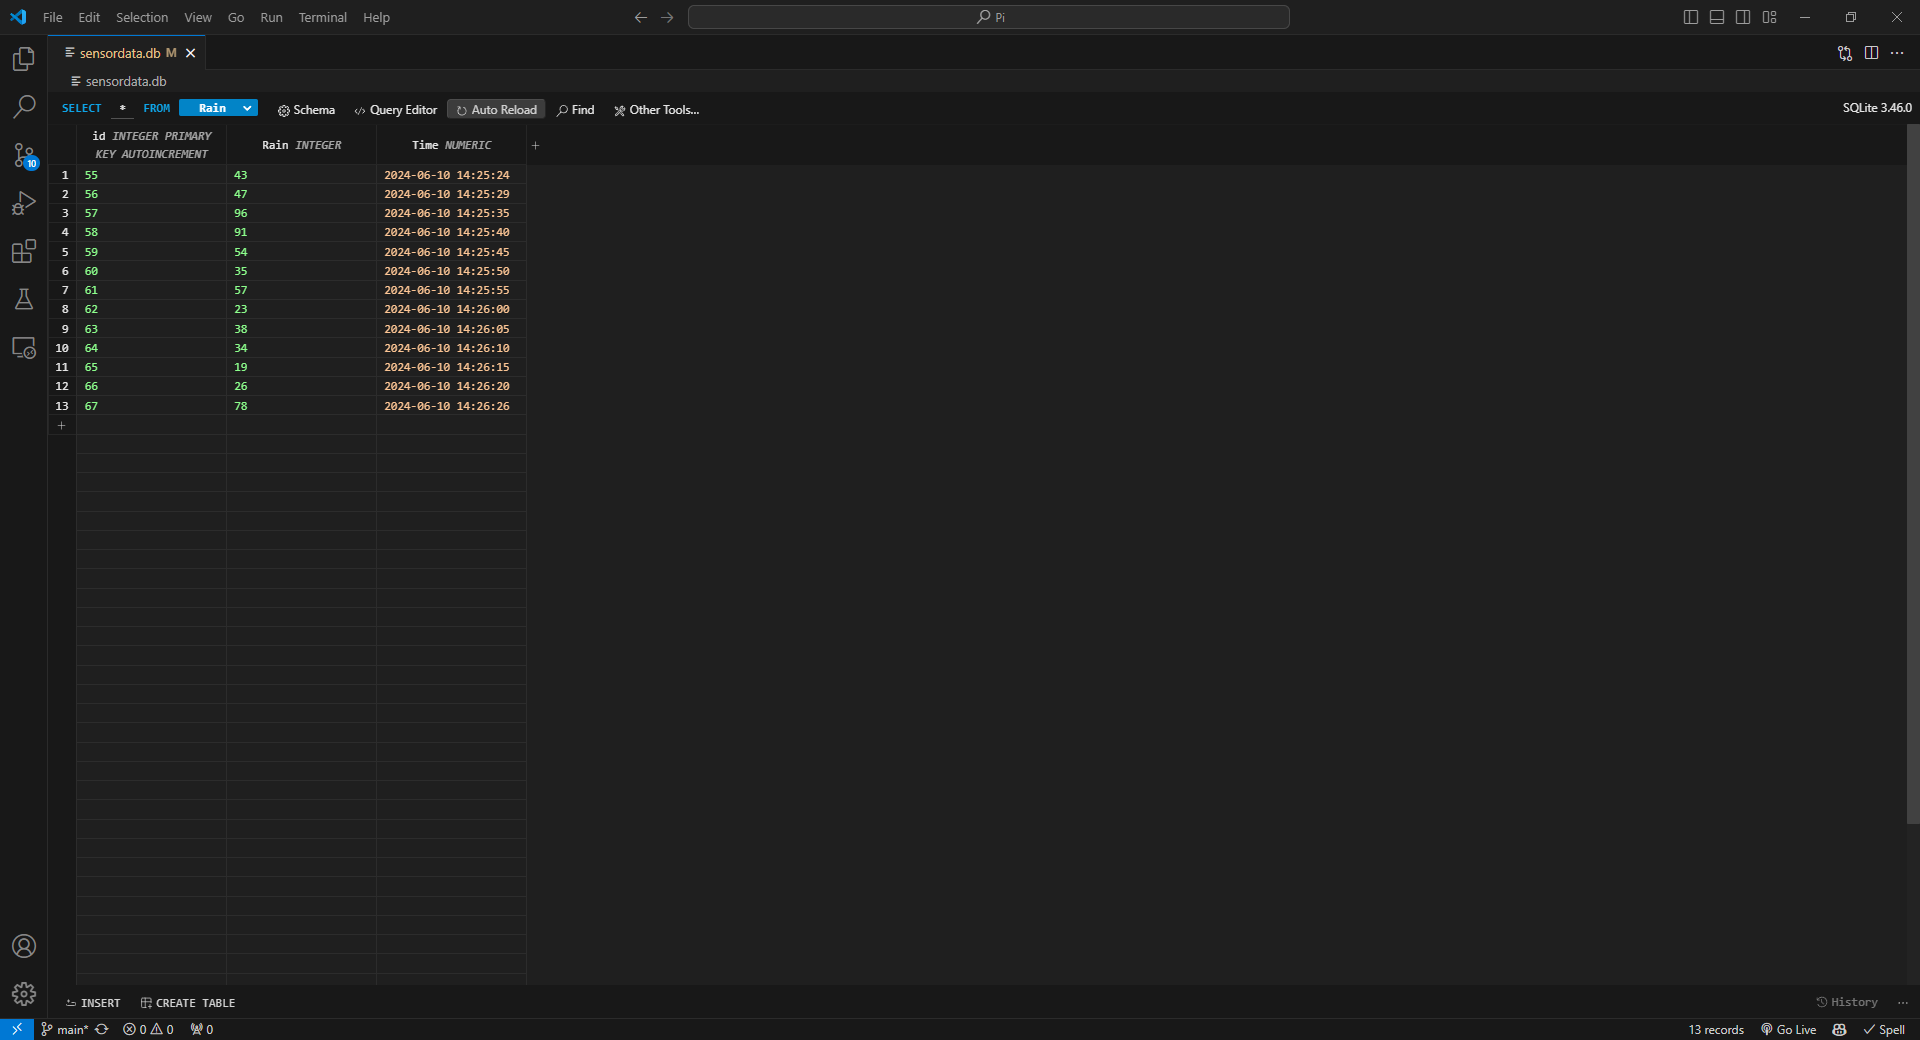 File Edit Selection View Go Run Terminal Help Pi
sensordata.db M
sensordata.db
SELECT * FROM Rain Schema Query Editor Auto Reload Find Other Tools... SQLite 3.46.0
id INTEGER PRIMARY KEY AUTOINCREMENT Rain INTEGER Time NUMERIC +
1 55 43 2024-06-10 14:25:24
2 56 47 2024-06-10 14:25:29
3 57 96 2024-06-10 14:25:35
4 58 91 2024-06-10 14:25:40
5 59 54 2024-06-10 14:25:45
6 60 35 2024-06-10 14:25:50
7 61 57 2024-06-10 14:25:55
8 62 23 2024-06-10 14:26:00
9 63 38 2024-06-10 14:26:05
10 64 34 2024-06-10 14:26:10
11 65 19 2024-06-10 14:26:15
12 66 26 2024-06-10 14:26:20
13 67 78 2024-06-10 14:26:26
+
10
INSERT CREATE TABLE History ...
main* 0 0 0 13 records Go Live Spell